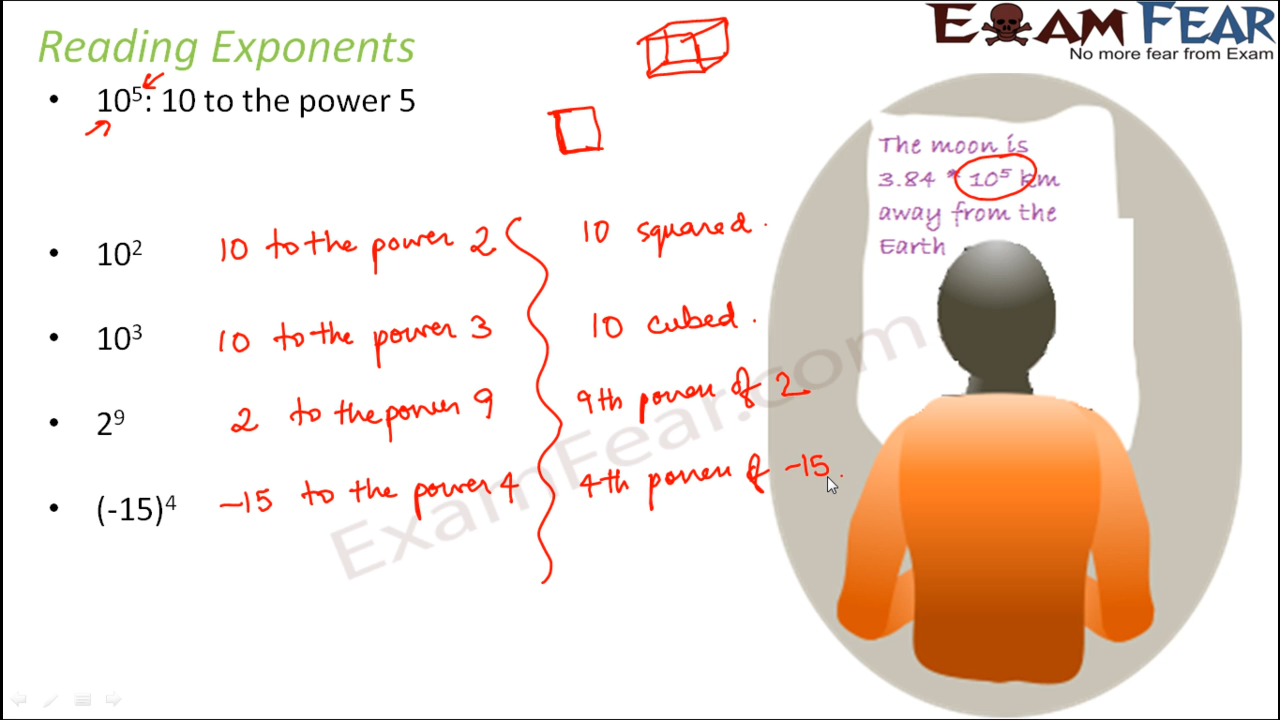 Reading Exponents
EXAM FEAR
No more fear from Exam
• 10⁵: 10 to the power 5
The moon is
3.84 * 10⁵ km
away from the
Earth
• 10² 10 to the power 2 10 squared.
• 10³ 10 to the power 3 10 cubed.
• 2⁹ 2 to the power 9 9th power of 2
• (-15)⁴ -15 to the power 4 4th power of -15.
ExamFear.com